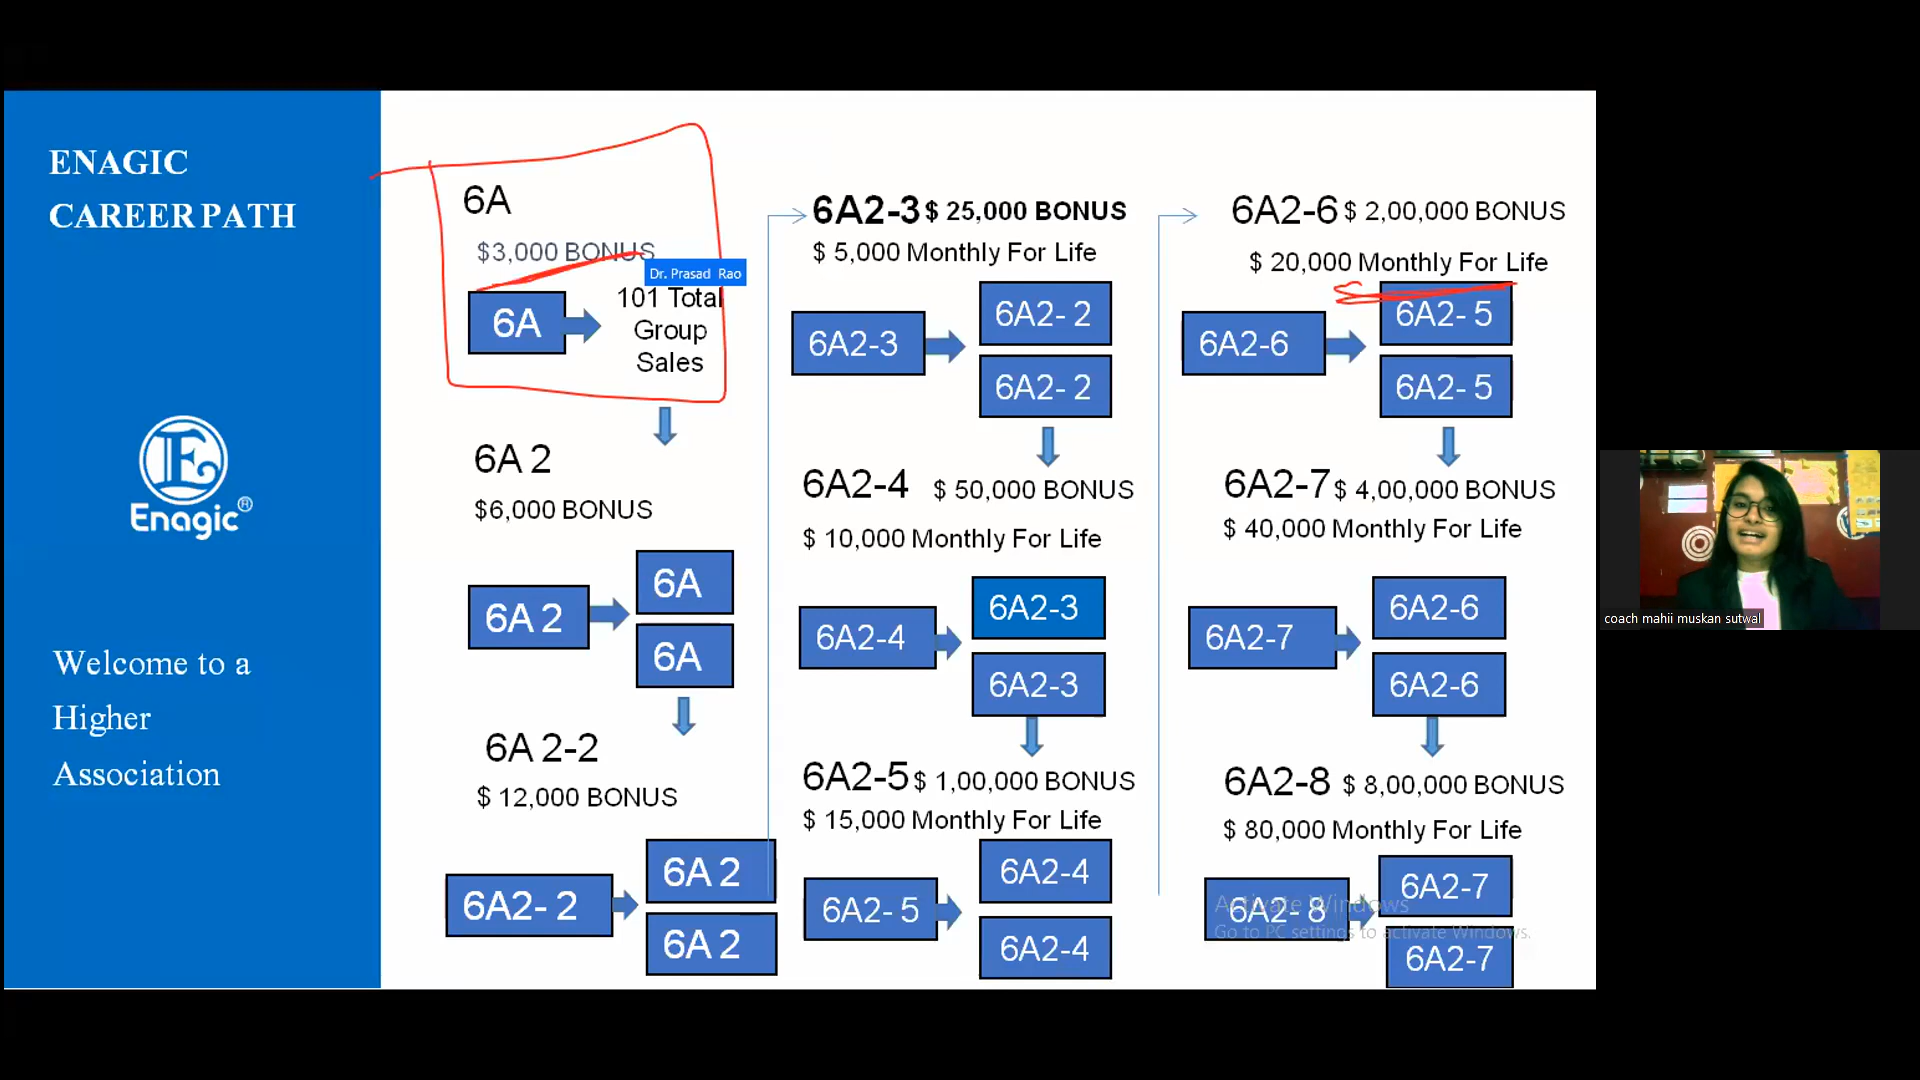 ENAGIC
CAREER PATH
Enagic®
Welcome to a
Higher
Association
6A
$3,000 BONUS
Dr. Prasad Rao
6A
101 Total
Group
Sales
6A 2
$6,000 BONUS
6A 2
6A
6A
6A 2-2
$ 12,000 BONUS
6A2- 2
6A 2
6A 2
6A2-3 $ 25,000 BONUS
$ 5,000 Monthly For Life
6A2-3
6A2- 2
6A2- 2
6A2-4 $ 50,000 BONUS
$ 10,000 Monthly For Life
6A2-4
6A2-3
6A2-3
6A2-5 $ 1,00,000 BONUS
$ 15,000 Monthly For Life
6A2- 5
6A2-4
6A2-4
6A2-6 $ 2,00,000 BONUS
$ 20,000 Monthly For Life
6A2-6
6A2- 5
6A2- 5
6A2-7 $ 4,00,000 BONUS
$ 40,000 Monthly For Life
6A2-7
6A2-6
6A2-6
6A2-8 $ 8,00,000 BONUS
$ 80,000 Monthly For Life
6A2- 8
6A2-7
6A2-7
Activate Windows
Go to PC settings to activate Windows.
coach mahii muskan sutwal